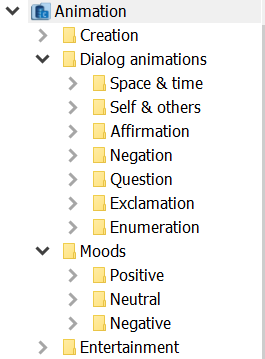 Animation
Creation
Dialog animations
Space & time
Self & others
Affirmation
Negation
Question
Exclamation
Enumeration
Moods
Positive
Neutral
Negative
Entertainment